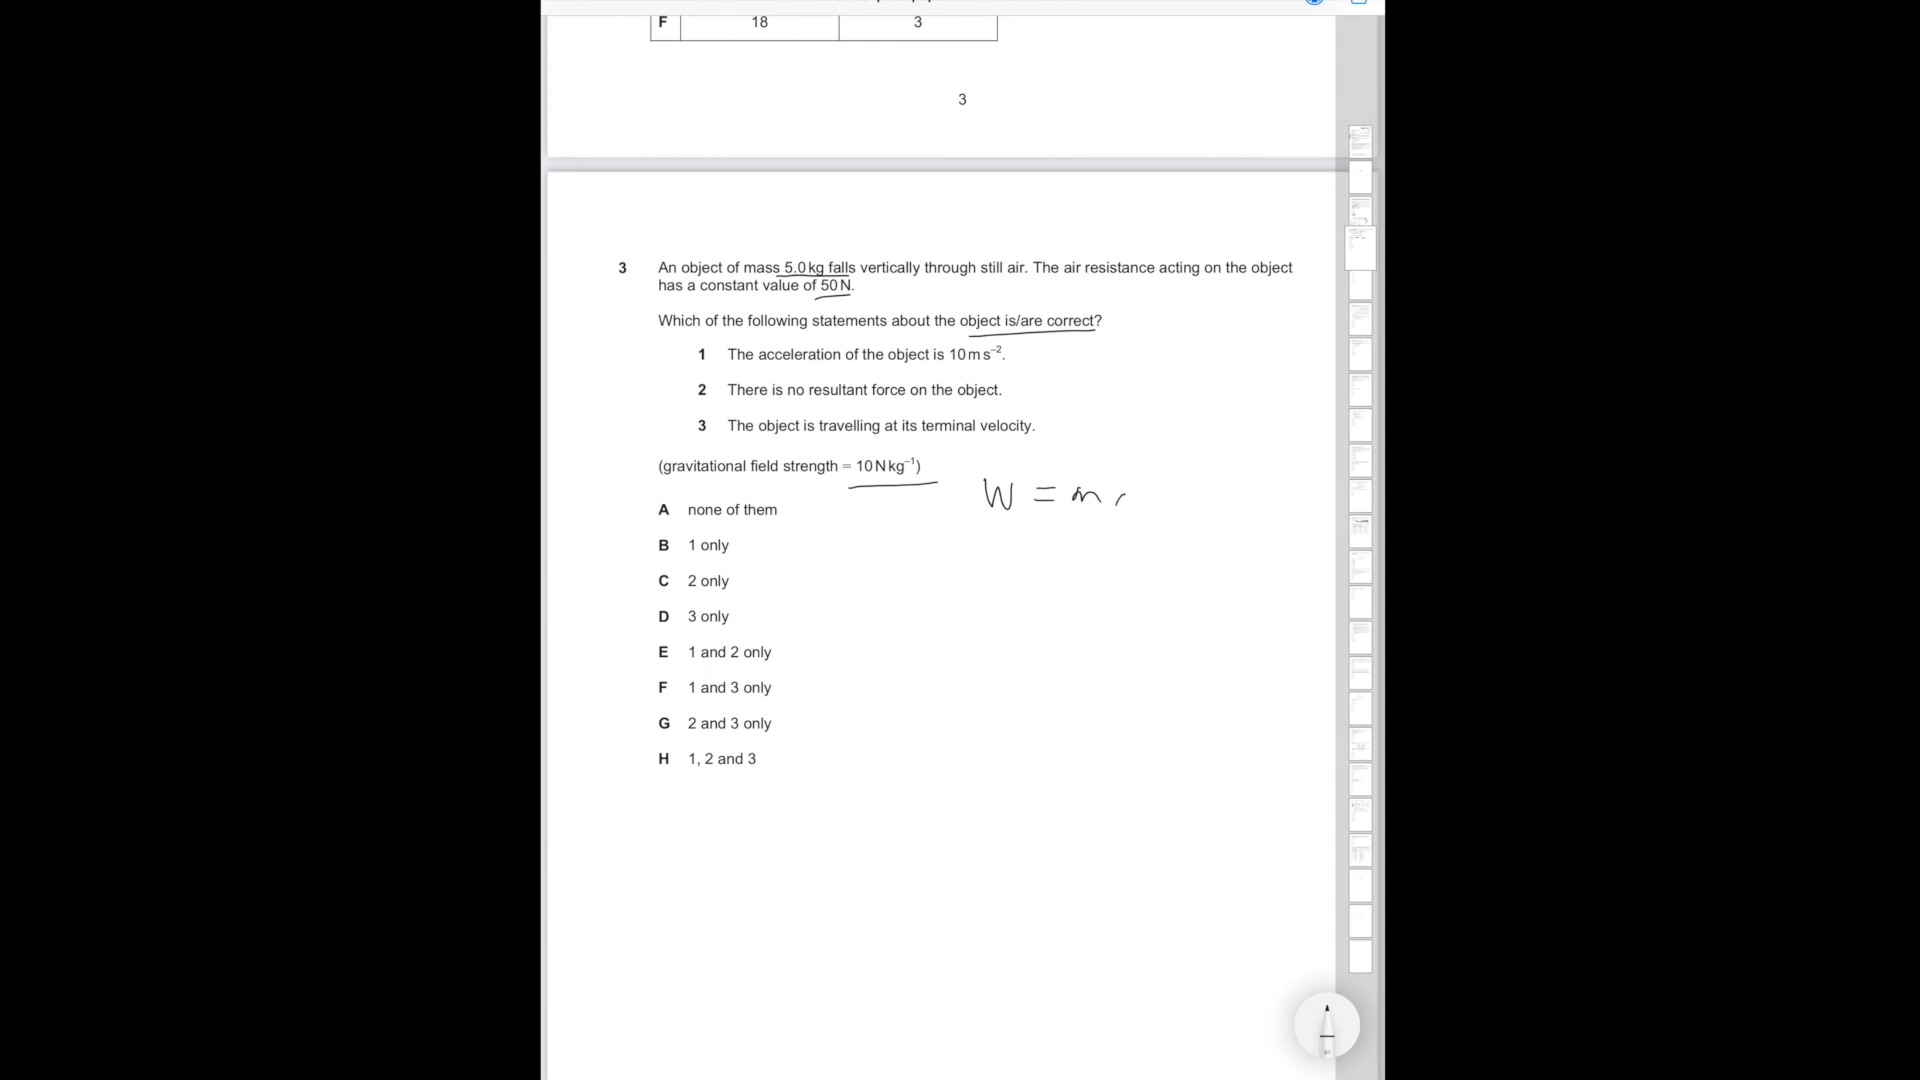 F 18 3
3
3 An object of mass 5.0 kg falls vertically through still air. The air resistance acting on the object
has a constant value of 50 N.
Which of the following statements about the object is/are correct?
1 The acceleration of the object is 10 m s⁻².
2 There is no resultant force on the object.
3 The object is travelling at its terminal velocity.
(gravitational field strength = 10 N kg⁻¹)
W = m
A none of them
B 1 only
C 2 only
D 3 only
E 1 and 2 only
F 1 and 3 only
G 2 and 3 only
H 1, 2 and 3
97